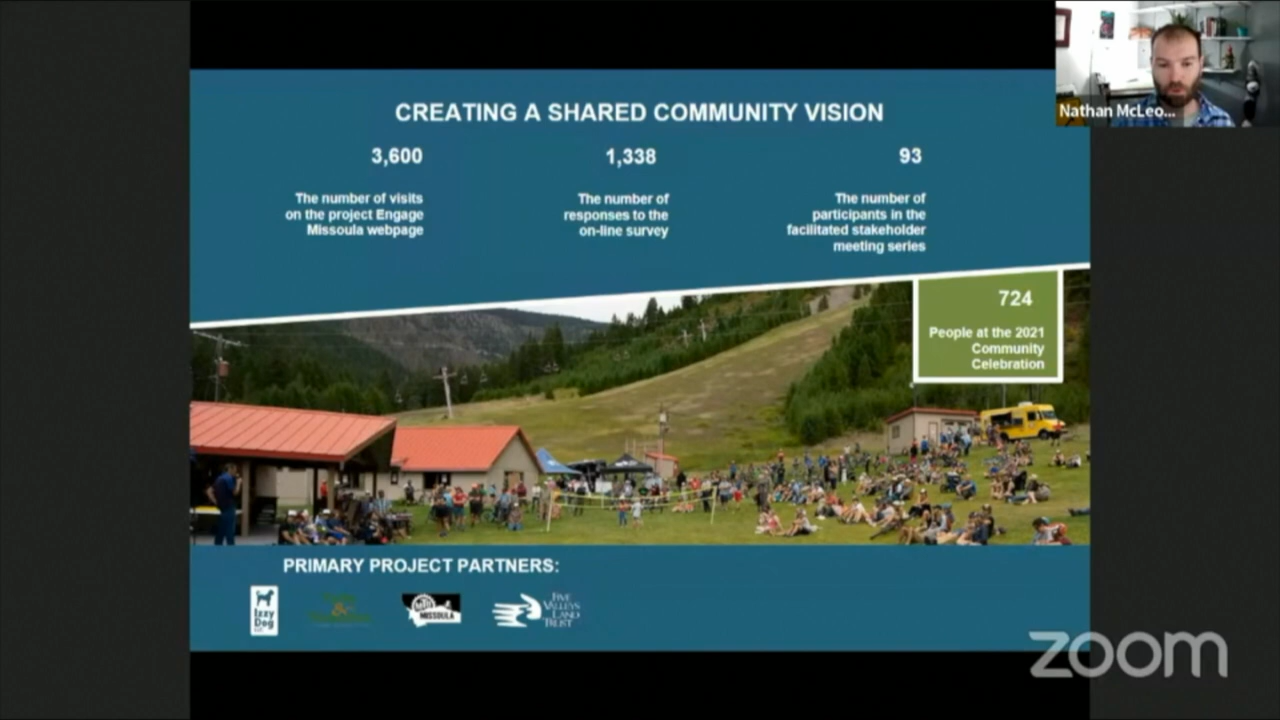 CREATING A SHARED COMMUNITY VISION
3,600
The number of visits
on the project Engage
Missoula webpage
1,338
The number of
responses to the
on-line survey
93
The number of
participants in the
facilitated stakeholder
meeting series
724
People at the 2021
Community
Celebration
PRIMARY PROJECT PARTNERS:
Izzy
Dog
&
MTB
MISSOULA
FIVE
VALLEYS
LAND
TRUST
Nathan McLeo...
zoom